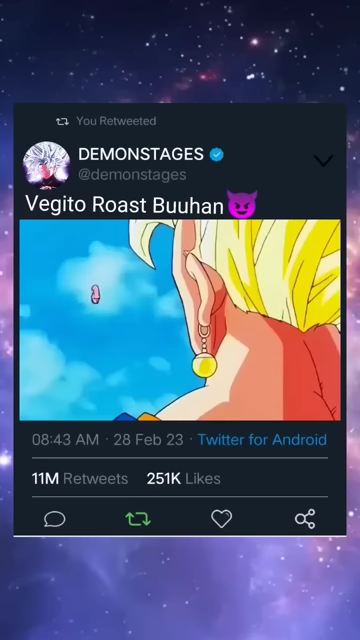 You Retweeted
DEMONSTAGES
@demonstages
Vegito Roast Buuhan😈
08:43 AM · 28 Feb 23 · Twitter for Android
11M Retweets 251K Likes